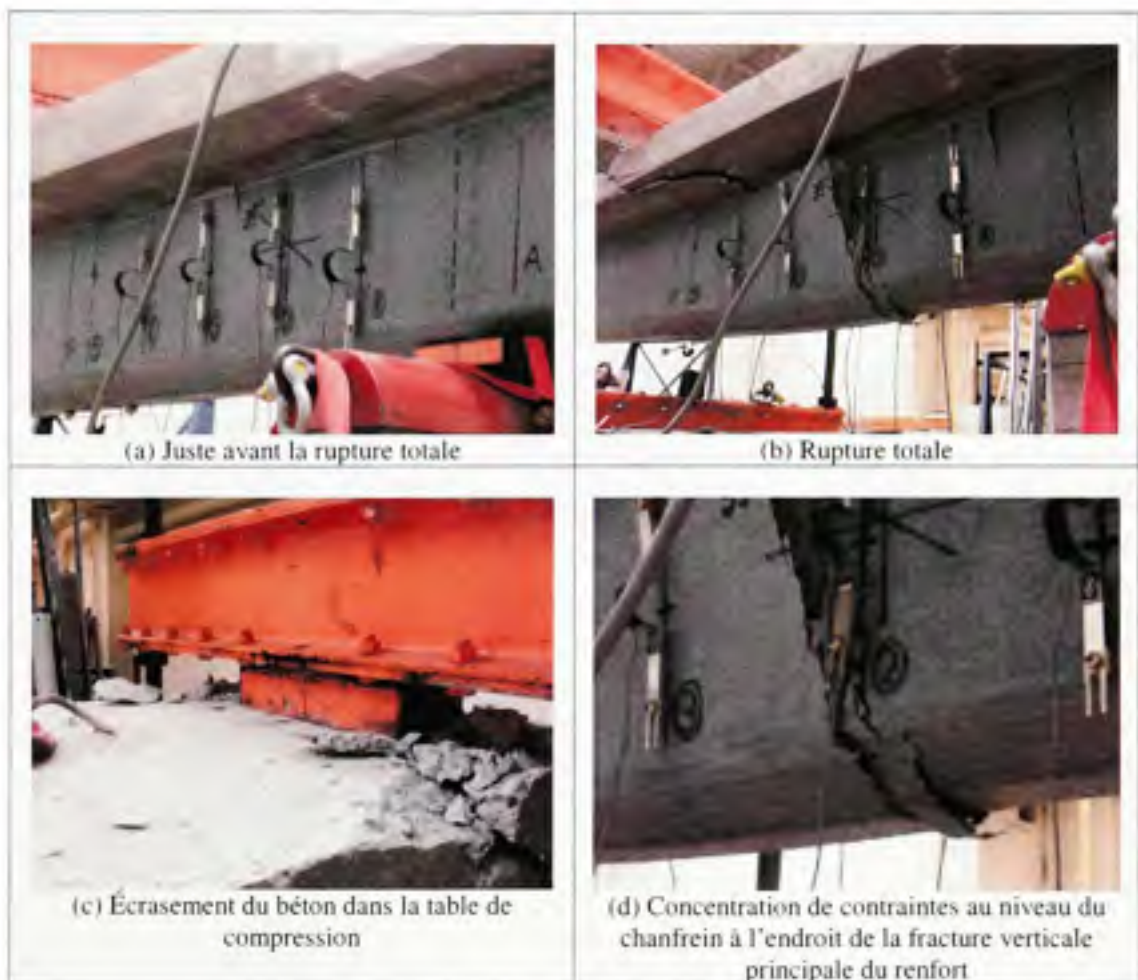 A
(a) Juste avant la rupture totale
(b) Rupture totale
(c) Écrasement du béton dans la table de
compression
(d) Concentration de contraintes au niveau du
chanfrein à l'endroit de la fracture verticale
principale du renfort